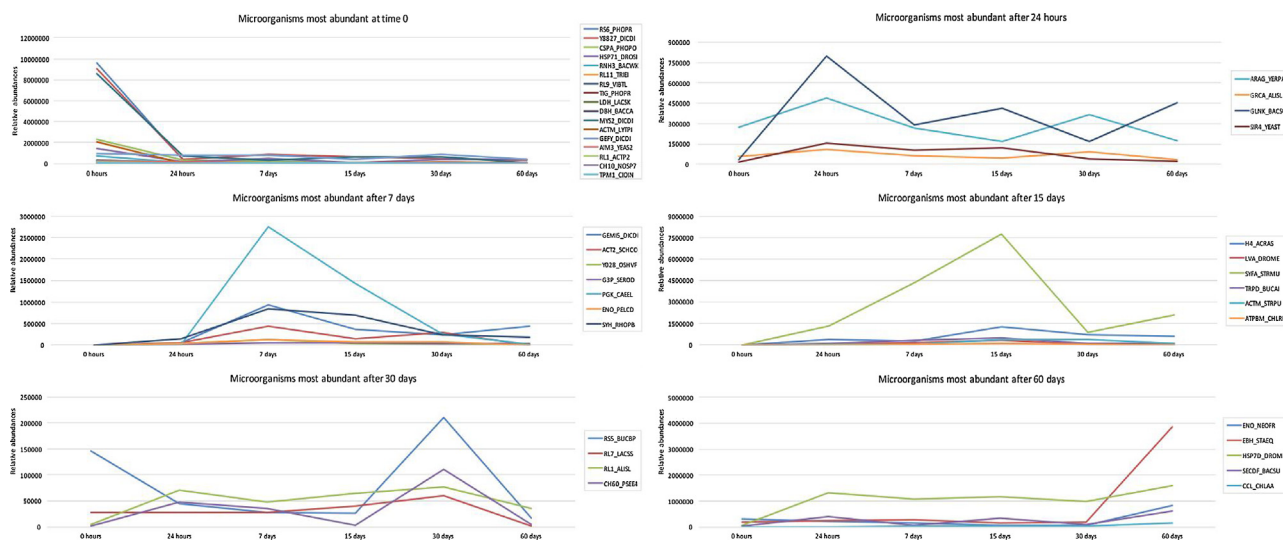 Microorganisms most abundant at time 0
Relative abundances
12000000
10000000
8000000
6000000
4000000
2000000
0
0 hours
24 hours
7 days
15 days
30 days
60 days
RS6_PHOPR
Y8827_DICDI
CSPA_PHOPO
HSP71_DROSI
RNH3_BACWK
RL11_TRIEI
RL9_VIBTL
TIG_PHOPR
LDH_LACSK
DBH_BACCA
MYS2_DICDI
ACTM_LYTPI
GEFY_DICDI
AIM3_YEAS2
RL1_ACTP2
CH10_NOSP7
TPM1_CIOIN
Microorganisms most abundant after 24 hours
Relative abundances
900000
750000
600000
450000
300000
150000
0
0 hours
24 hours
7 days
15 days
30 days
60 days
ARAG_YERPA
GRCA_ALISL
GLNK_BACS
SIR4_YEAST
Microorganisms most abundant after 7 days
Relative abundances
3000000
2500000
2000000
1500000
1000000
500000
0
0 hours
24 hours
7 days
15 days
30 days
60 days
GEMI5_DICDI
ACT2_SCHCO
Y028_OSHVF
G3P_SEROD
PGK_CAEEL
ENO_PELCD
SYH_RHOPB
Microorganisms most abundant after 15 days
Relative abundances
9000000
7500000
6000000
4500000
3000000
1500000
0
0 hours
24 hours
7 days
15 days
30 days
60 days
H4_ACRAS
LVA_DROME
SYFA_STRMU
TRPD_BUCAI
ACTM_STRPU
ATPBM_CHLRE
Microorganisms most abundant after 30 days
Relative abundances
250000
200000
150000
100000
50000
0
0 hours
24 hours
7 days
15 days
30 days
60 days
RS5_BUCBP
RL7_LACSS
RL1_ALISL
CH60_PSEE4
Microorganisms most abundant after 60 days
Relative abundances
5000000
4000000
3000000
2000000
1000000
0
0 hours
24 hours
7 days
15 days
30 days
60 days
ENO_NEOFR
EBH_STAEQ
HSP7D_DROME
SECDF_BACSU
CCL_CHLAA